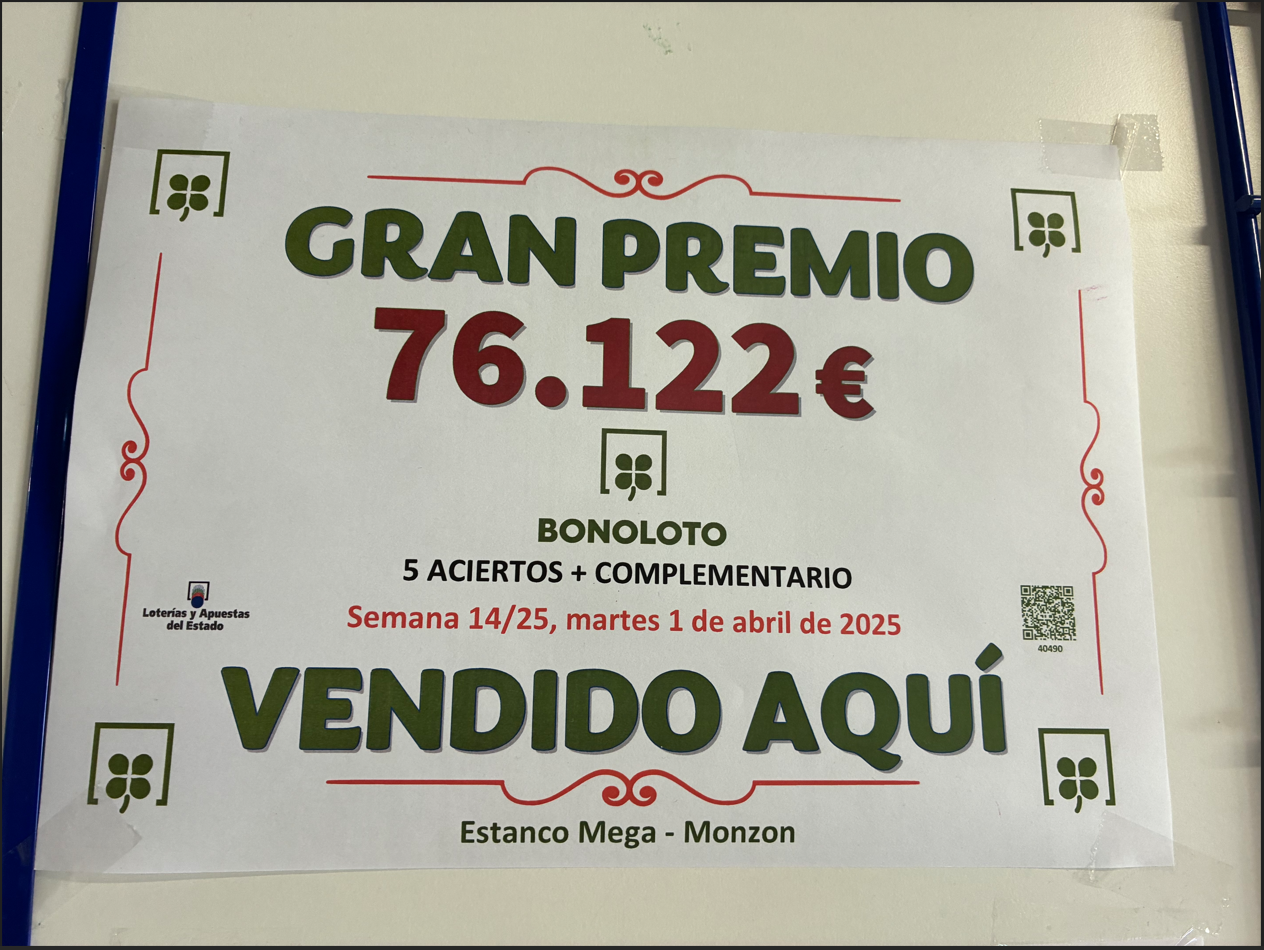 GRAN PREMIO
76.122 €
BONOLOTO
5 ACIERTOS + COMPLEMENTARIO
Semana 14/25, martes 1 de abril de 2025
Loterías y Apuestas
del Estado
40490
VENDIDO AQUÍ
Estanco Mega - Monzon